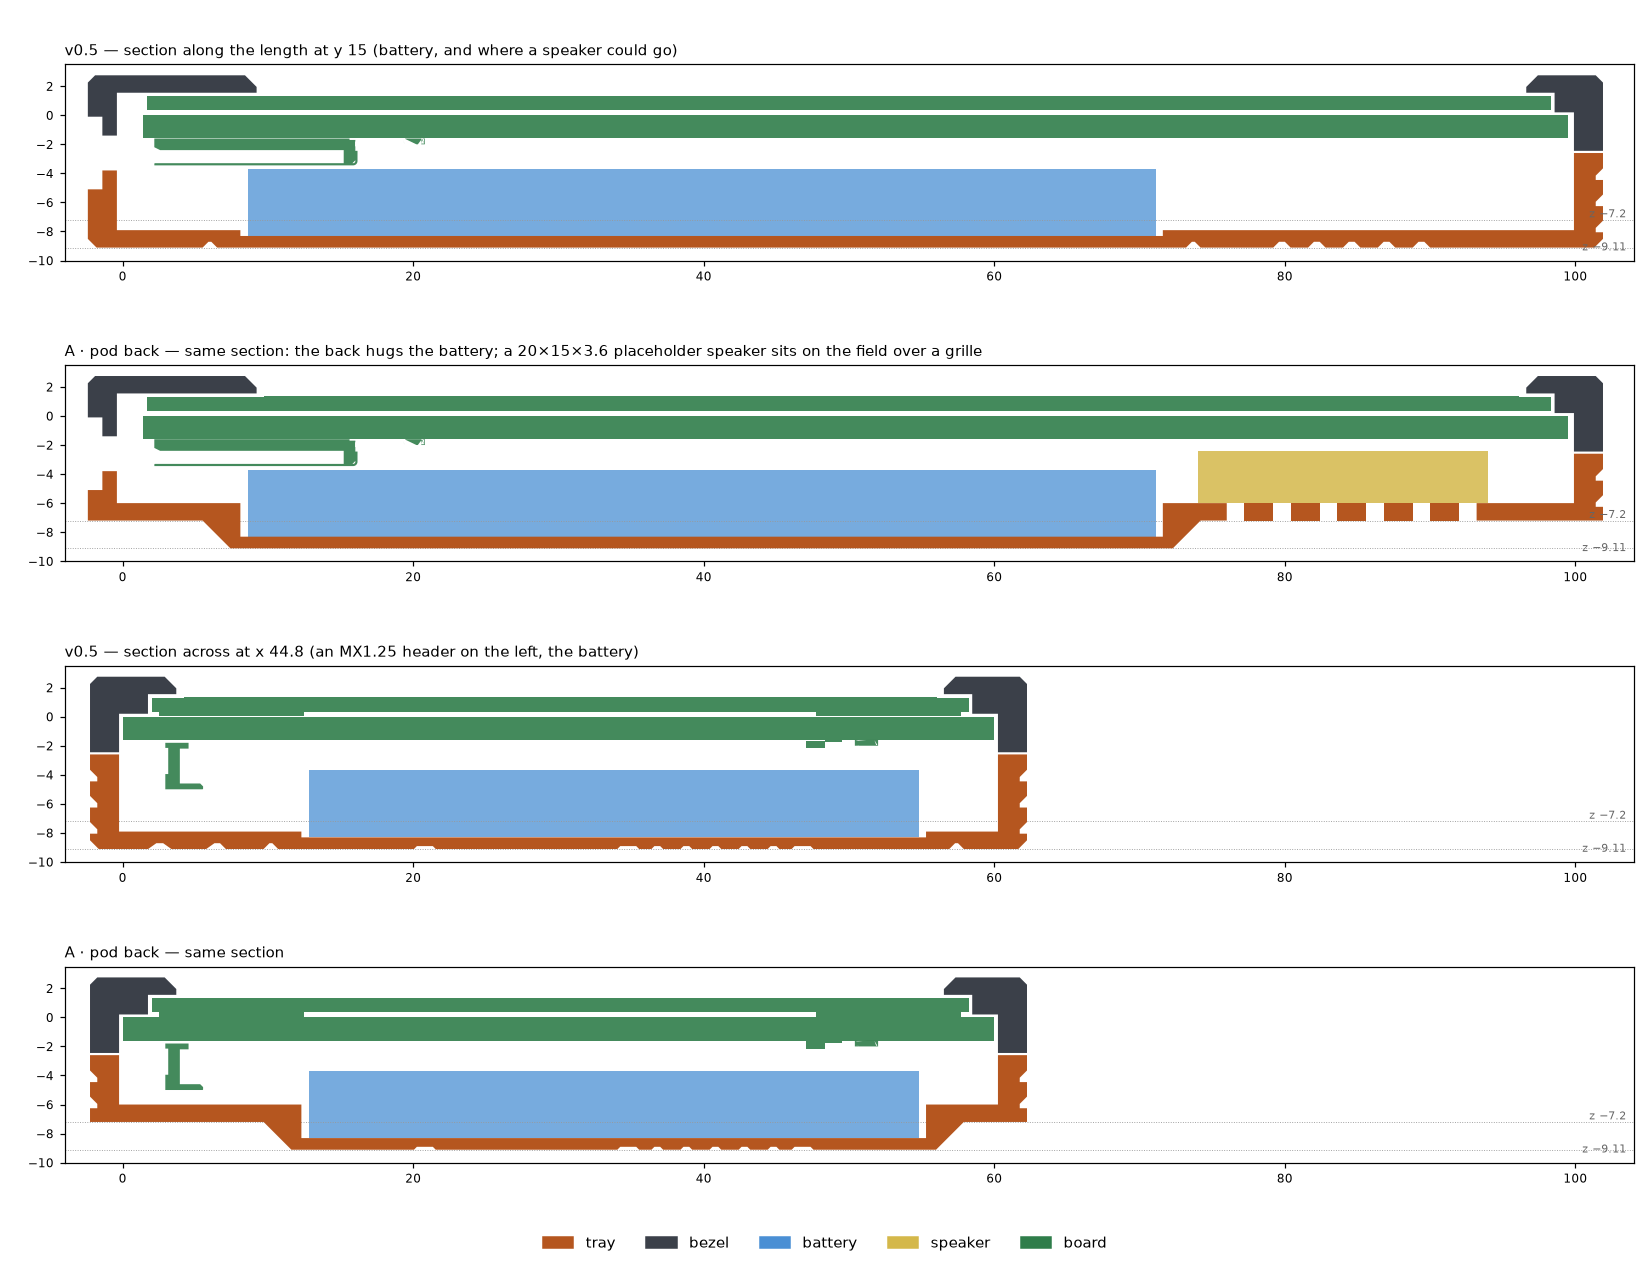 v0.5 — section along the length at y 15 (battery, and where a speaker could go)
2
0
−2
−4
−6
−8
−10
z −7.2
z −9.11
0 20 40 60 80 100
A · pod back — same section: the back hugs the battery; a 20×15×3.6 placeholder speaker sits on the field over a grille
2
0
−2
−4
−6
−8
−10
z −7.2
z −9.11
0 20 40 60 80 100
v0.5 — section across at x 44.8 (an MX1.25 header on the left, the battery)
2
0
−2
−4
−6
−8
−10
z −7.2
z −9.11
0 20 40 60 80 100
A · pod back — same section
2
0
−2
−4
−6
−8
−10
z −7.2
z −9.11
0 20 40 60 80 100
tray bezel battery speaker board